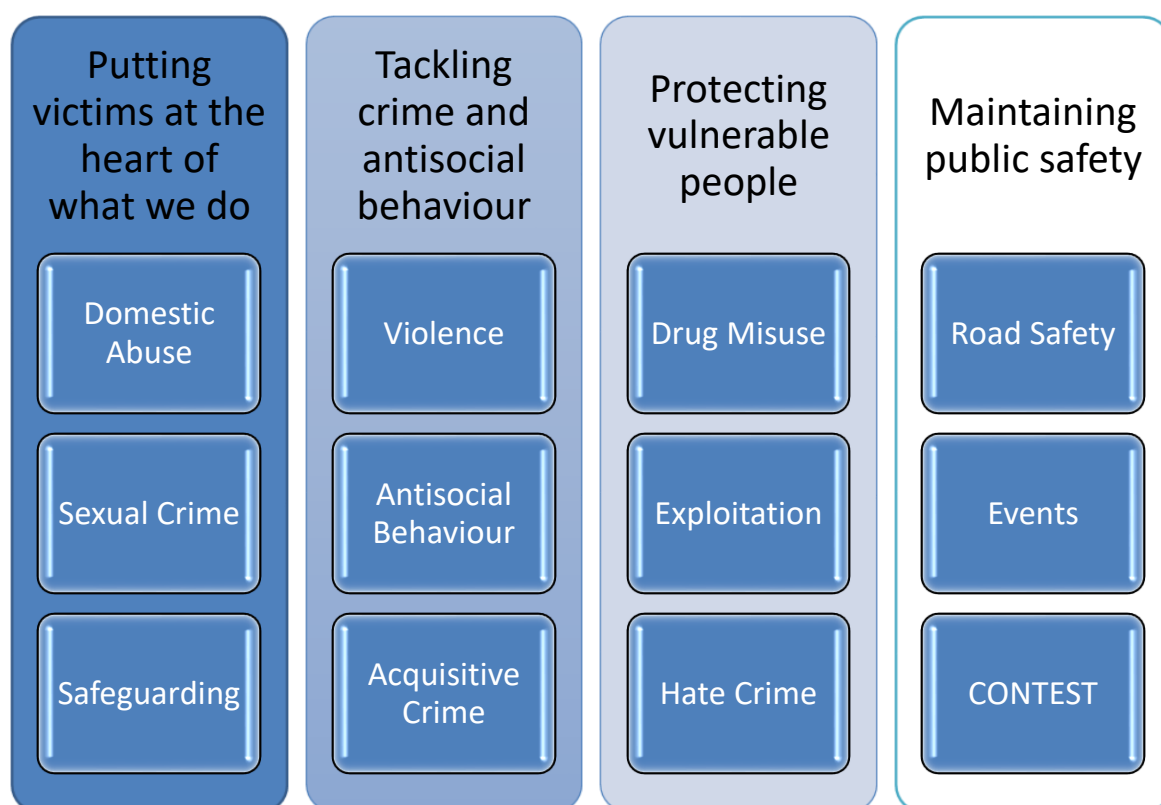 Putting
victims at the
heart of
what we do
Domestic
Abuse
Sexual Crime
Safeguarding
Tackling
crime and
antisocial
behaviour
Violence
Antisocial
Behaviour
Acquisitive
Crime
Protecting
vulnerable
people
Drug Misuse
Exploitation
Hate Crime
Maintaining
public safety
Road Safety
Events
CONTEST